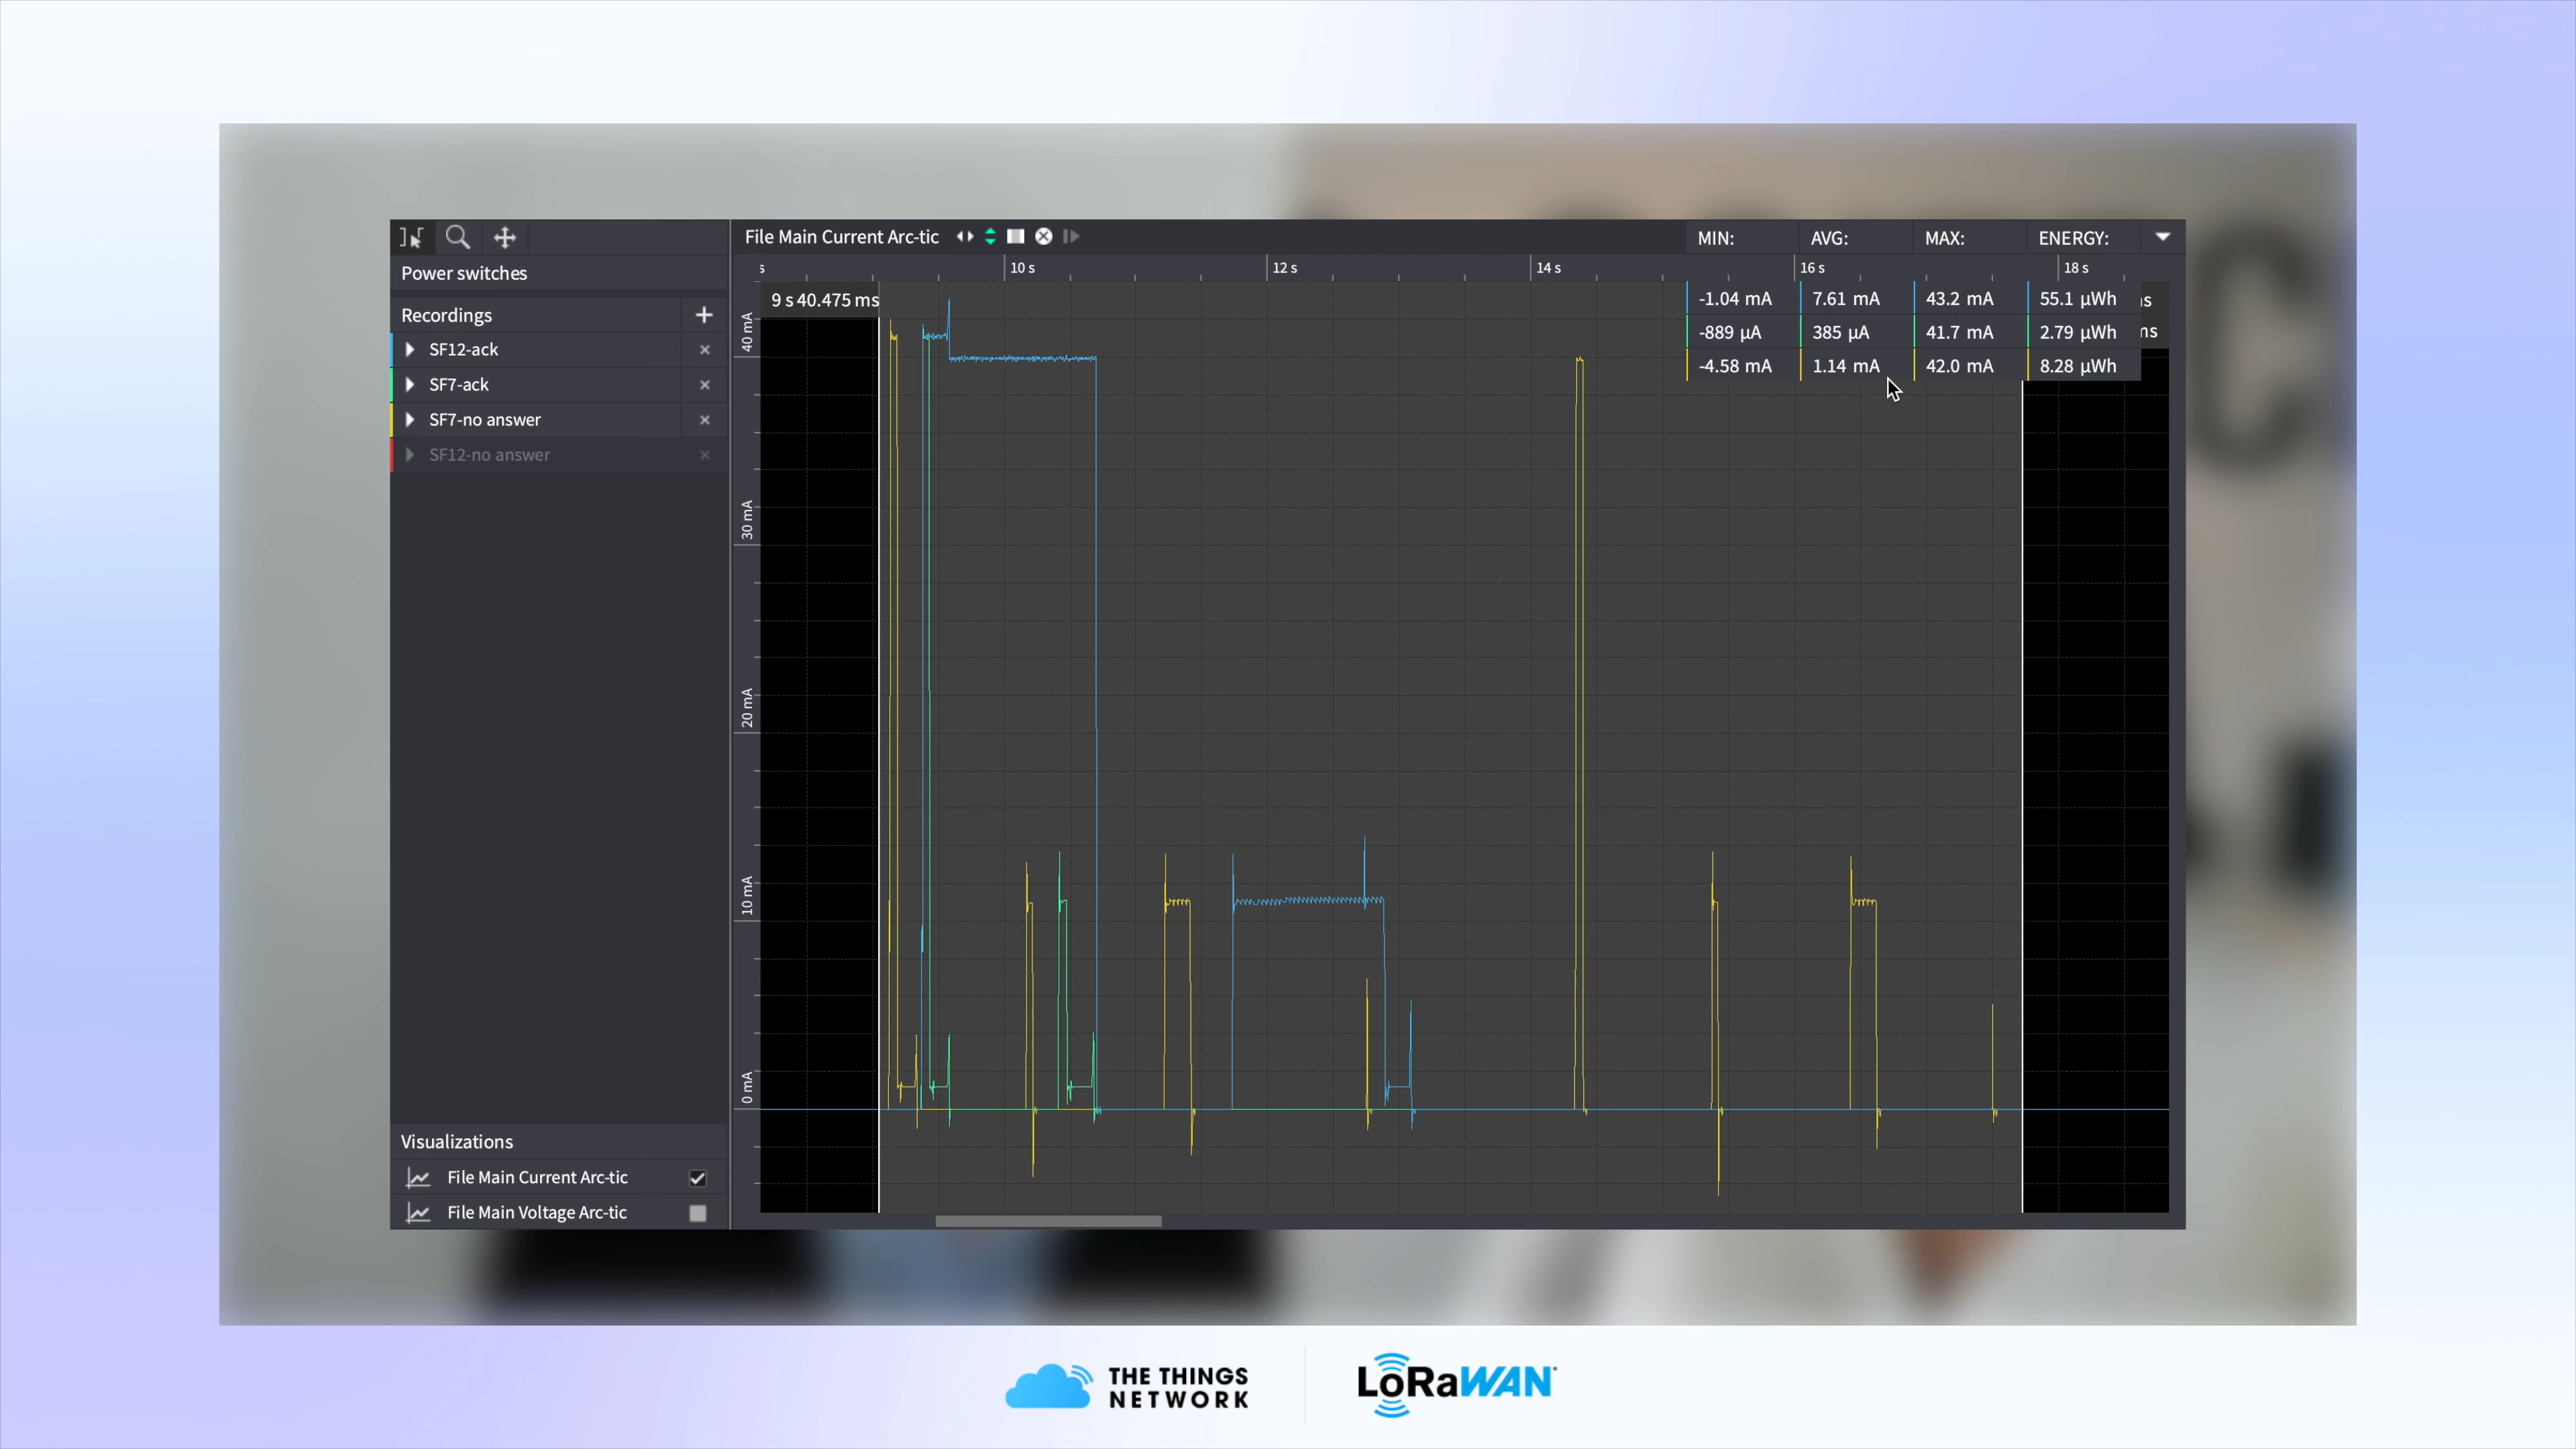 File Main Current Arc-tic
MIN: AVG: MAX: ENERGY:
Power switches
s 10 s 12 s 14 s 16 s 18 s
9 s 40.475 ms
-1.04 mA 7.61 mA 43.2 mA 55.1 µWh
-889 µA 385 µA 41.7 mA 2.79 µWh ms
-4.58 mA 1.14 mA 42.0 mA 8.28 µWh
Recordings
SF12-ack
SF7-ack
SF7-no answer
SF12-no answer
40 mA
30 mA
20 mA
10 mA
0 mA
Visualizations
File Main Current Arc-tic
File Main Voltage Arc-tic
THE THINGS
NETWORK
LoRaWAN